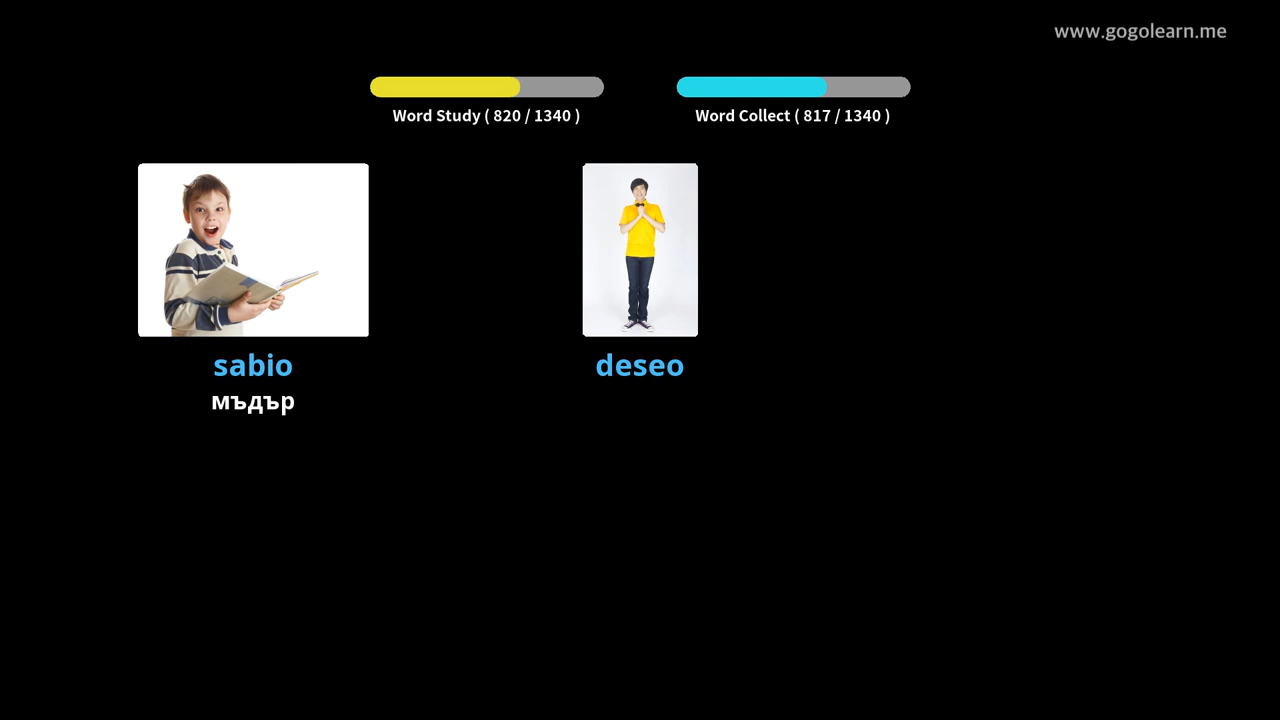 www.gogolearn.me
Word Study ( 820 / 1340 )
Word Collect ( 817 / 1340 )
sabio
мъдър
deseo